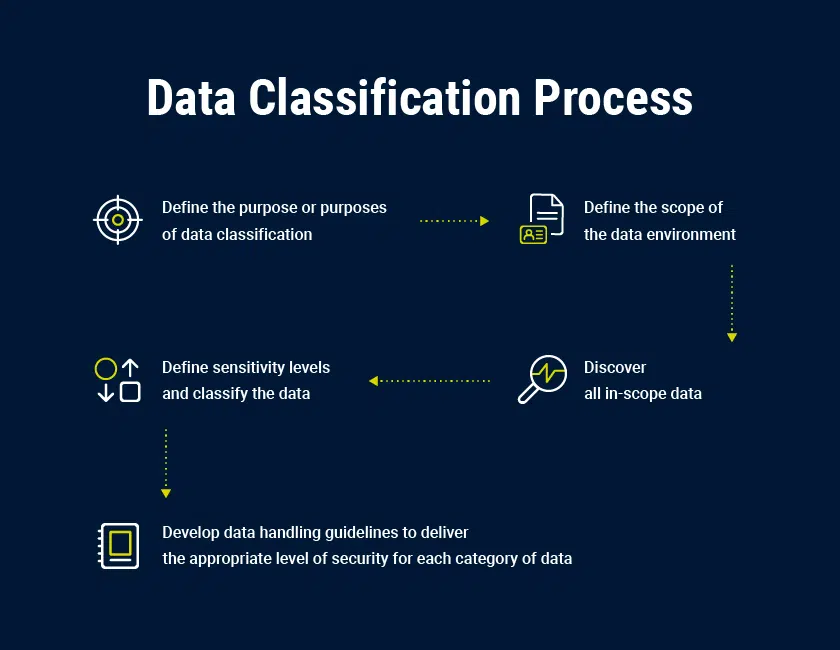 Data Classification Process
Define the purpose or purposes
of data classification
Define the scope of
the data environment
Discover
all in-scope data
Define sensitivity levels
and classify the data
Develop data handling guidelines to deliver
the appropriate level of security for each category of data